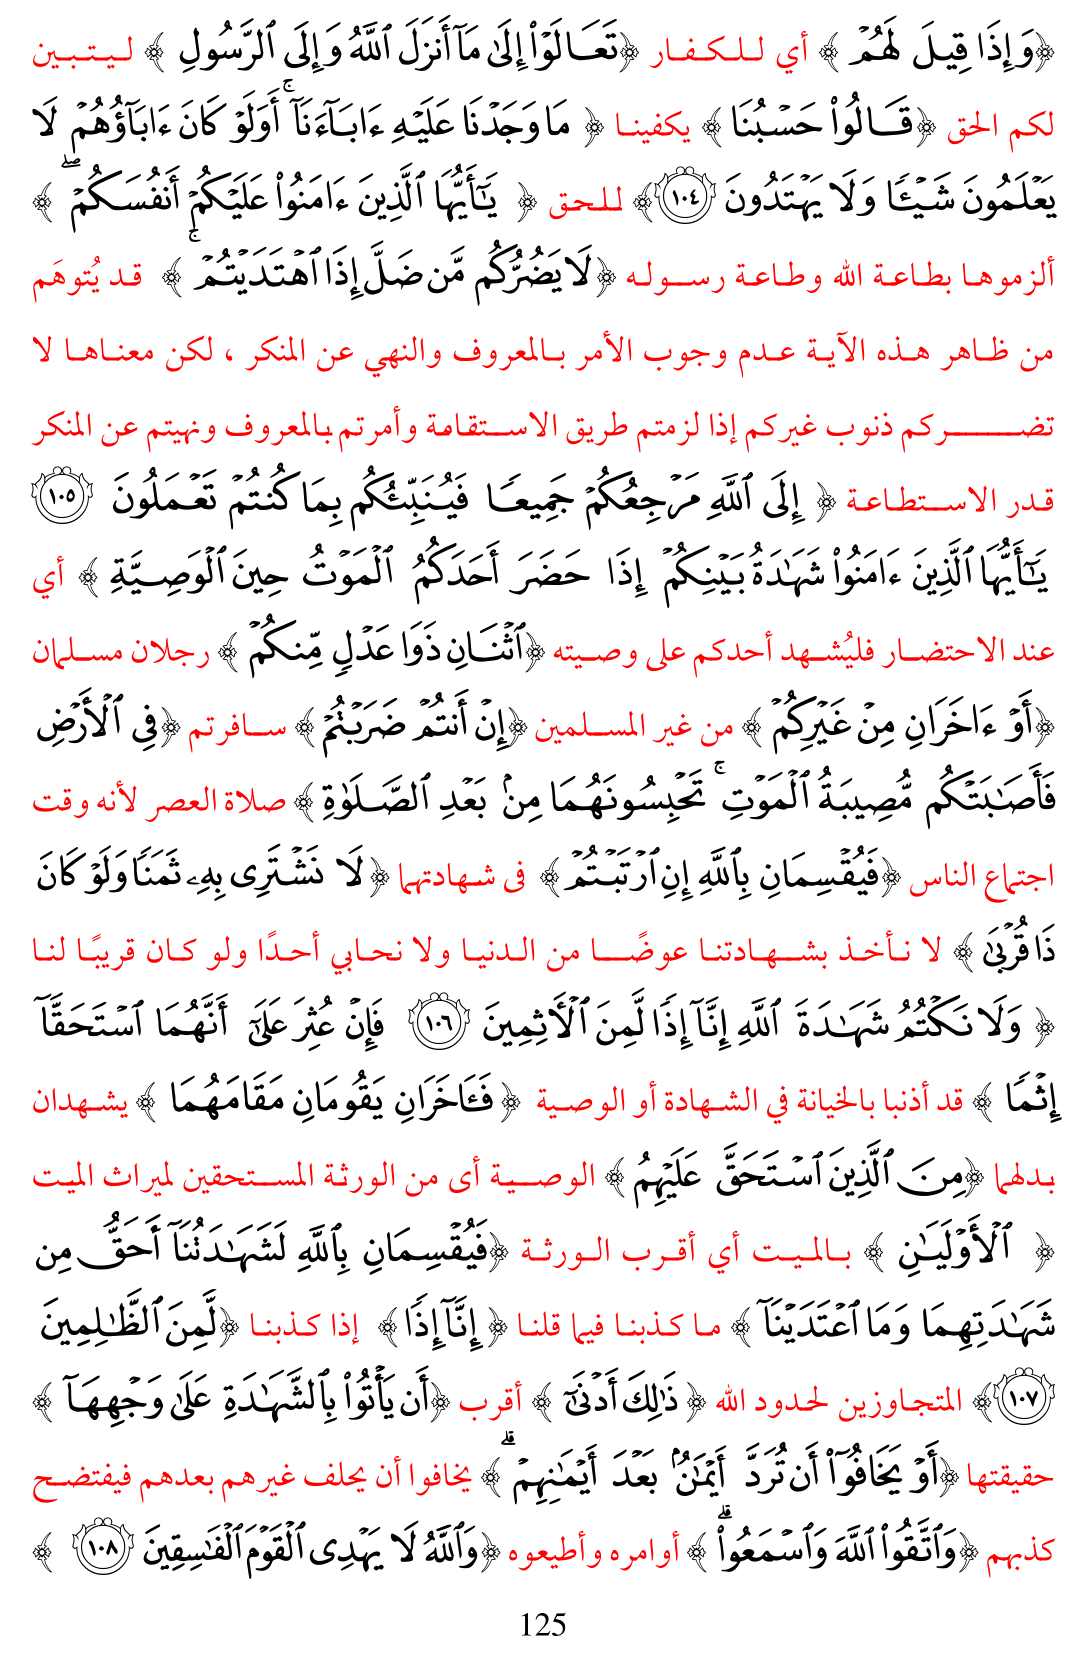 ﴿وَإِذَا قِيلَ لَهُمْ ﴾ أي للكفار ﴿تَعَالَوْا۟ إِلَىٰ مَآ أَنزَلَ ٱللَّهُ وَإِلَى ٱلرَّسُولِ ﴾ ليتبين
لكم الحق ﴿قَالُوا۟ حَسْبُنَا ﴾ يكفينا ﴿ مَا وَجَدْنَا عَلَيْهِ ءَابَآءَنَآ ۚ أَوَلَوْ كَانَ ءَابَآؤُهُمْ لَا
يَعْلَمُونَ شَيْـًٔا وَلَا يَهْتَدُونَ ١٠٤﴾ للحق ﴿ يَـٰٓأَيُّهَا ٱلَّذِينَ ءَامَنُوا۟ عَلَيْكُمْ أَنفُسَكُمْ ۖ ﴾
ألزموها بطاعة الله وطاعة رسوله ﴿لَا يَضُرُّكُم مَّن ضَلَّ إِذَا ٱهْتَدَيْتُمْ ۚ ﴾ قد يُتوهَم
من ظاهر هذه الآية عدم وجوب الأمر بالمعروف والنهي عن المنكر ، لكن معناها لا
تضركم ذنوب غيركم إذا لزمتم طريق الاستقامة وأمرتم بالمعروف ونهيتم عن المنكر
قدر الاستطاعة ﴿ إِلَى ٱللَّهِ مَرْجِعُكُمْ جَمِيعًا فَيُنَبِّئُكُم بِمَا كُنتُمْ تَعْمَلُونَ ١٠٥
يَـٰٓأَيُّهَا ٱلَّذِينَ ءَامَنُوا۟ شَهَـٰدَةُ بَيْنِكُمْ إِذَا حَضَرَ أَحَدَكُمُ ٱلْمَوْتُ حِينَ ٱلْوَصِيَّةِ ﴾ أي
عند الاحتضار فليُشهد أحدكم على وصيته ﴿ٱثْنَانِ ذَوَا عَدْلٍ مِّنكُمْ ﴾ رجلان مسلمان
﴿أَوْ ءَاخَرَانِ مِنْ غَيْرِكُمْ ﴾ من غير المسلمين ﴿إِنْ أَنتُمْ ضَرَبْتُمْ﴾ سافرتم ﴿فِى ٱلْأَرْضِ
فَأَصَـٰبَتْكُم مُّصِيبَةُ ٱلْمَوْتِ ۚ تَحْبِسُونَهُمَا مِنۢ بَعْدِ ٱلصَّلَوٰةِ ﴾ صلاة العصر لأنه وقت
اجتماع الناس ﴿فَيُقْسِمَانِ بِٱللَّهِ إِنِ ٱرْتَبْتُمْ ﴾ فى شهادتهما ﴿لَا نَشْتَرِى بِهِۦ ثَمَنًا وَلَوْ كَانَ
ذَا قُرْبَىٰ ﴾ لا نأخذ بشهادتنا عوضًا من الدنيا ولا نحابي أحدًا ولو كان قريبًا لنا
﴿ وَلَا نَكْتُمُ شَهَـٰدَةَ ٱللَّهِ إِنَّآ إِذًا لَّمِنَ ٱلْـَٔاثِمِينَ ١٠٦ فَإِنْ عُثِرَ عَلَىٰٓ أَنَّهُمَا ٱسْتَحَقَّآ
إِثْمًا ﴾ قد أذنبا بالخيانة في الشهادة أو الوصية ﴿ فَـَٔاخَرَانِ يَقُومَانِ مَقَامَهُمَا ﴾ يشهدان
بدلهما ﴿مِنَ ٱلَّذِينَ ٱسْتَحَقَّ عَلَيْهِمُ ﴾ الوصية أى من الورثة المستحقين لميراث الميت
﴿ ٱلْأَوْلَيَـٰنِ ﴾ بالميت أي أقرب الورثة ﴿فَيُقْسِمَانِ بِٱللَّهِ لَشَهَـٰدَتُنَآ أَحَقُّ مِن
شَهَـٰدَتِهِمَا وَمَا ٱعْتَدَيْنَآ ﴾ ما كذبنا فيما قلنا ﴿ إِنَّآ إِذًا ﴾ إذا كذبنا ﴿لَّمِنَ ٱلظَّـٰلِمِينَ
١٠٧﴾ المتجاوزين لحدود الله ﴿ ذَٰلِكَ أَدْنَىٰٓ ﴾ أقرب ﴿أَن يَأْتُوا۟ بِٱلشَّهَـٰدَةِ عَلَىٰ وَجْهِهَآ ﴾
حقيقتها ﴿أَوْ يَخَافُوٓا۟ أَن تُرَدَّ أَيْمَـٰنٌۢ بَعْدَ أَيْمَـٰنِهِمْ ۗ ﴾ يخافوا أن يحلف غيرهم بعدهم فيفتضح
كذبهم ﴿وَٱتَّقُوا۟ ٱللَّهَ وَٱسْمَعُوا۟ ۗ ﴾ أوامره وأطيعوه ﴿وَٱللَّهُ لَا يَهْدِى ٱلْقَوْمَ ٱلْفَـٰسِقِينَ ١٠٨ ﴾
125